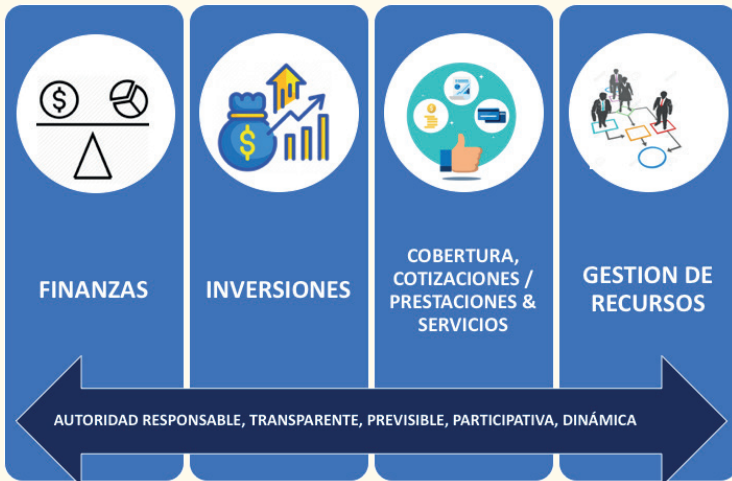 FINANZAS
INVERSIONES
COBERTURA,
COTIZACIONES /
PRESTACIONES &
SERVICIOS
GESTION DE
RECURSOS
AUTORIDAD RESPONSABLE, TRANSPARENTE, PREVISIBLE, PARTICIPATIVA, DINÁMICA